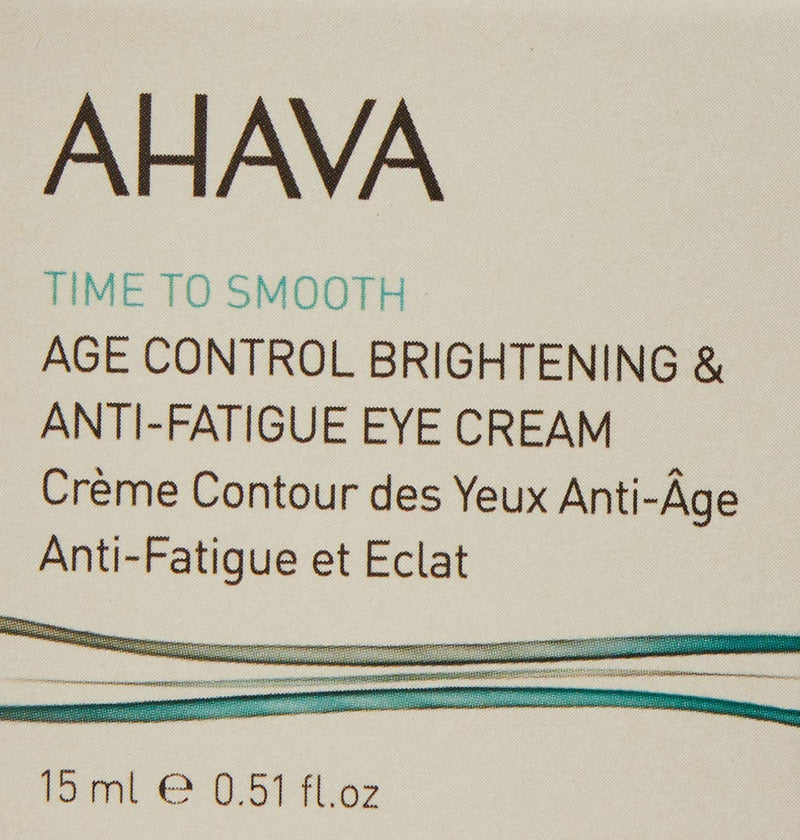 AHAVA
TIME TO SMOOTH
AGE CONTROL BRIGHTENING &
ANTI-FATIGUE EYE CREAM
Crème Contour des Yeux Anti-Âge
Anti-Fatigue et Eclat
15 ml ℮ 0.51 fl.oz